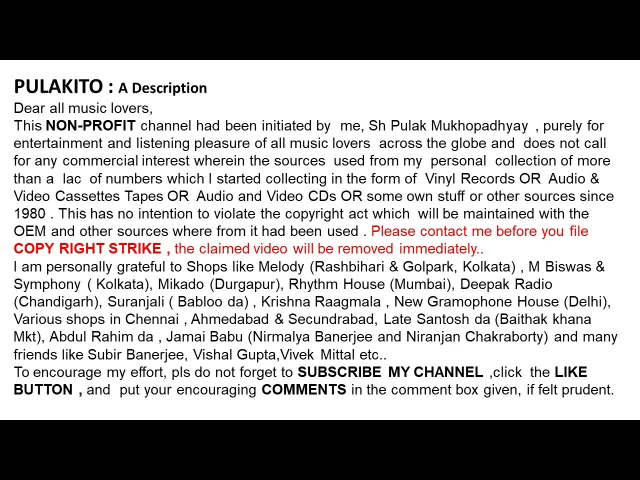 PULAKITO : A Description
Dear all music lovers,
This NON-PROFIT channel had been initiated by me, Sh Pulak Mukhopadhyay , purely for
entertainment and listening pleasure of all music lovers across the globe and does not call
for any commercial interest wherein the sources used from my personal collection of more
than a lac of numbers which I started collecting in the form of Vinyl Records OR Audio &
Video Cassettes Tapes OR Audio and Video CDs OR some own stuff or other sources since
1980 . This has no intention to violate the copyright act which will be maintained with the
OEM and other sources where from it had been used . Please contact me before you file
COPY RIGHT STRIKE , the claimed video will be removed immediately..
I am personally grateful to Shops like Melody (Rashbihari & Golpark, Kolkata) , M Biswas &
Symphony ( Kolkata), Mikado (Durgapur), Rhythm House (Mumbai), Deepak Radio
(Chandigarh), Suranjali ( Babloo da) , Krishna Raagmala , New Gramophone House (Delhi),
Various shops in Chennai , Ahmedabad & Secundrabad, Late Santosh da (Baithak khana
Mkt), Abdul Rahim da , Jamai Babu (Nirmalya Banerjee and Niranjan Chakraborty) and many
friends like Subir Banerjee, Vishal Gupta,Vivek Mittal etc..
To encourage my effort, pls do not forget to SUBSCRIBE MY CHANNEL ,click the LIKE
BUTTON , and put your encouraging COMMENTS in the comment box given, if felt prudent.